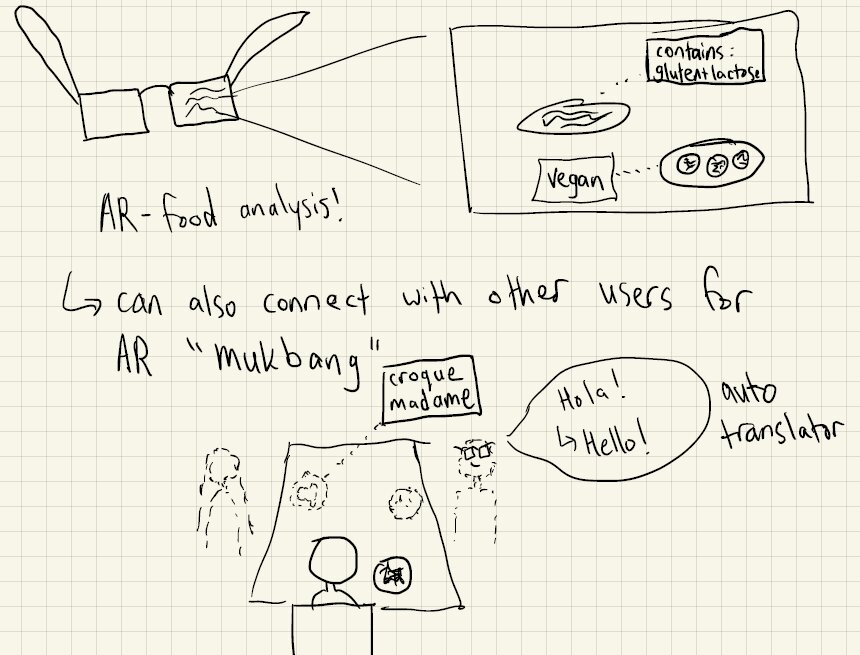 contains:
gluten+lactose
vegan
AR-food analysis!
↳ can also connect with other users for
AR "mukbang"
croque
madame
Hola!
↳ Hello!
auto
translator